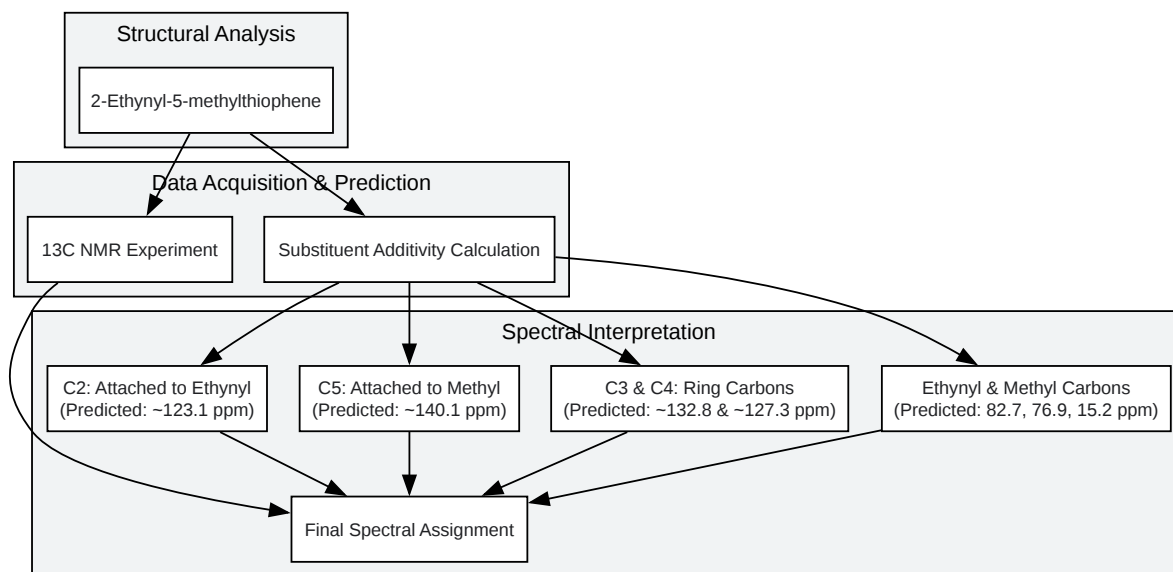 Structural Analysis
2-Ethynyl-5-methylthiophene
Data Acquisition & Prediction
13C NMR Experiment
Substituent Additivity Calculation
Spectral Interpretation
C2: Attached to Ethynyl
(Predicted: ~123.1 ppm)
C5: Attached to Methyl
(Predicted: ~140.1 ppm)
C3 & C4: Ring Carbons
(Predicted: ~132.8 & ~127.3 ppm)
Ethynyl & Methyl Carbons
(Predicted: 82.7, 76.9, 15.2 ppm)
Final Spectral Assignment